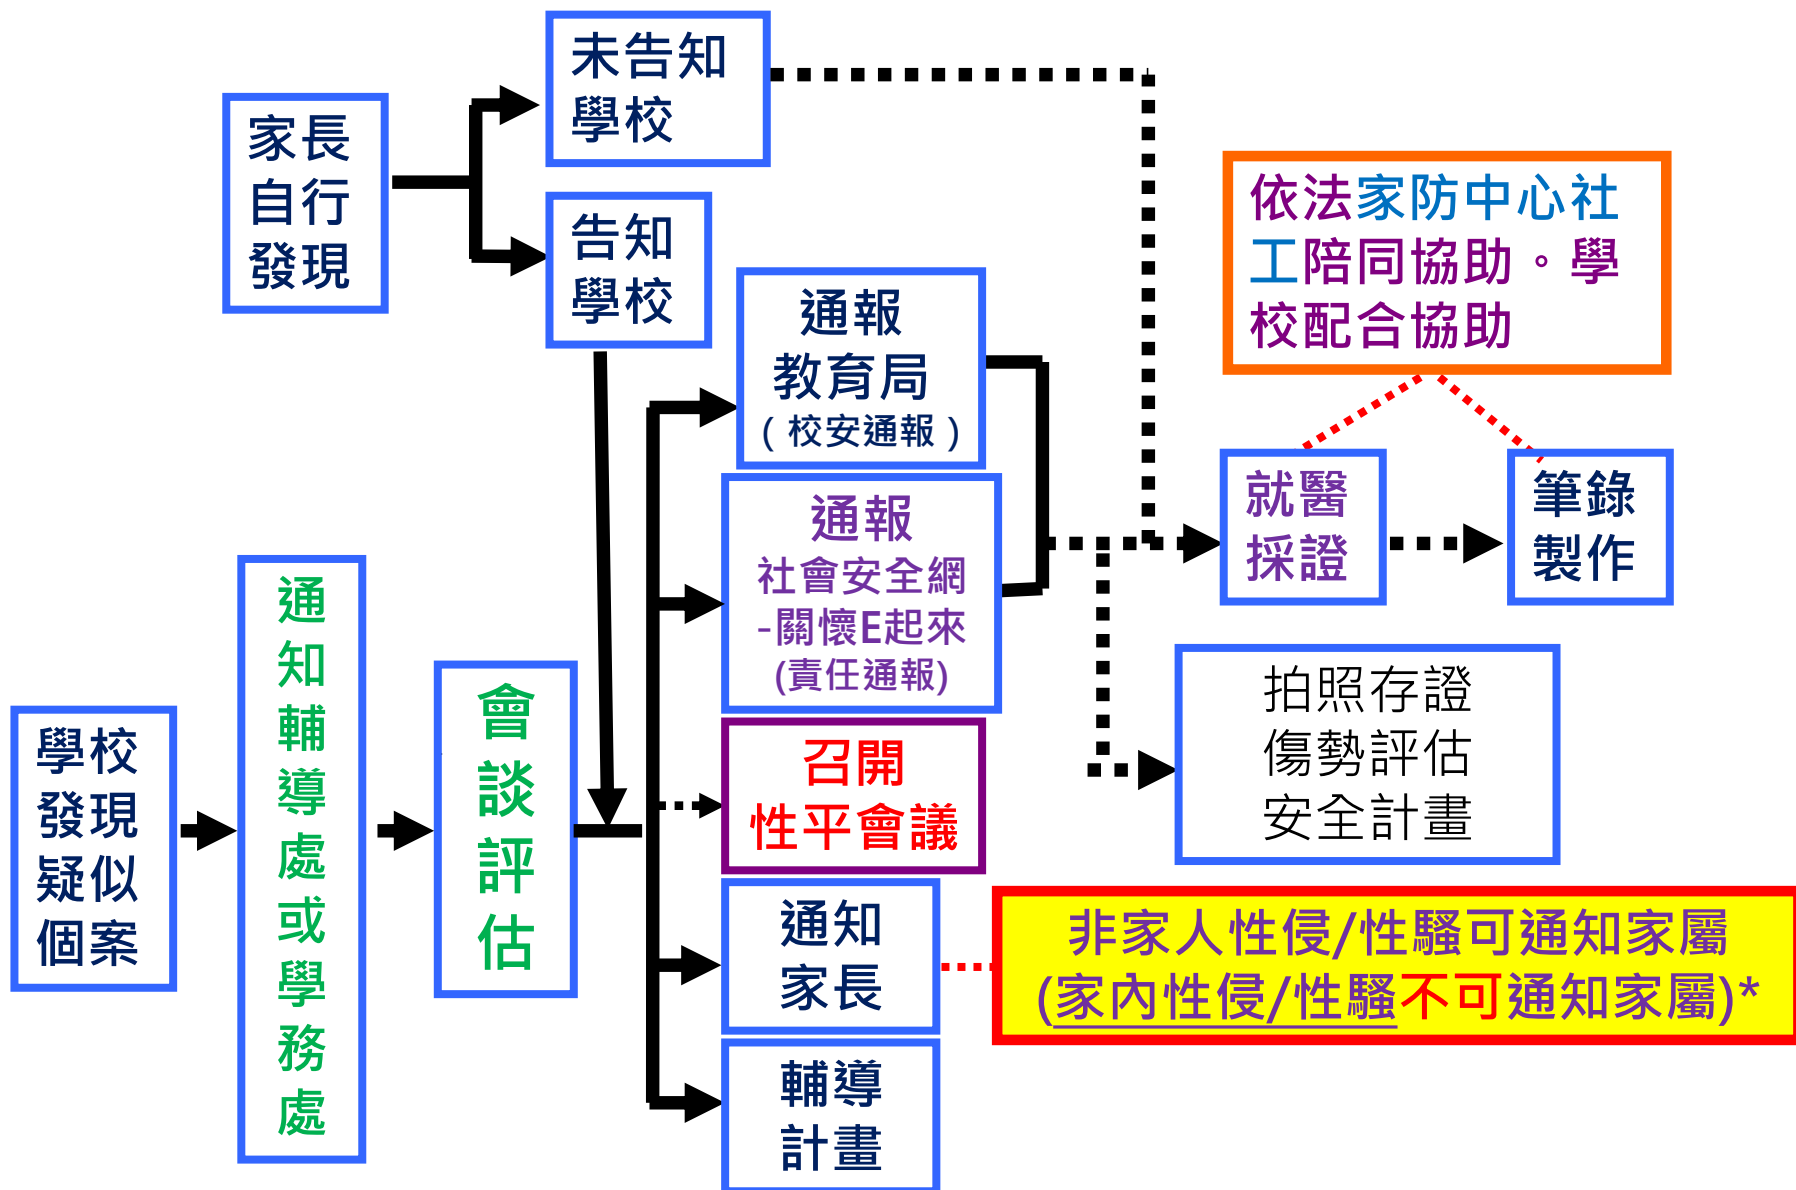 未告知
學校
家長
自行
發現
告知
學校
依法家防中心社
工陪同協助。學
校配合協助
通報
教育局
(校安通報)
通報
社會安全網
-關懷E起來
(責任通報)
就醫
採證
筆錄
製作
學校
發現
疑似
個案
通
知
輔
導
處
或
學
務
處
會
談
評
估
召開
性平會議
拍照存證
傷勢評估
安全計畫
通知
家長
非家人性侵/性騷可通知家屬
(家內性侵/性騷不可通知家屬)*
輔導
計畫